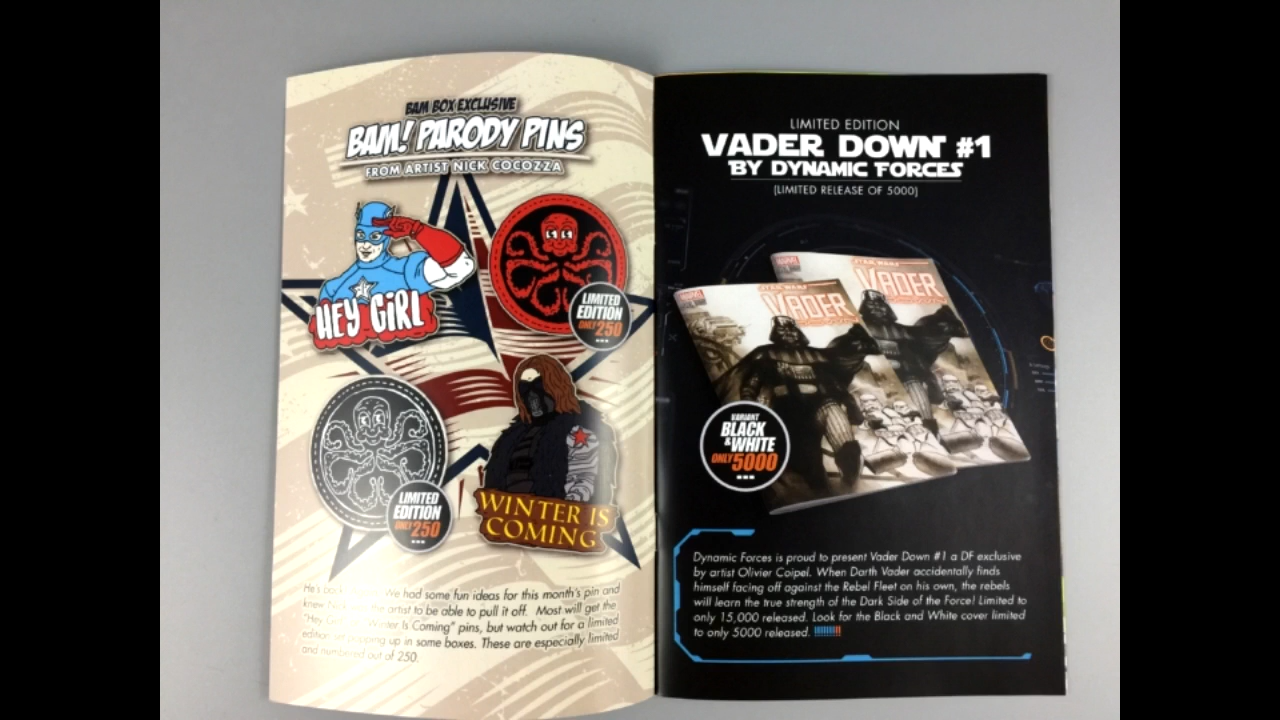 BAM BOX EXCLUSIVE
BAM! PARODY PINS
FROM ARTIST NICK COCOZZA
HEY GIRL
LIMITED
EDITION
ONLY 250
LIMITED
EDITION
ONLY 250
WINTER IS
COMING
He's back We had some fun ideas for this month's pin and
knew the artist to be able to pull it off. Most will get the
"Hey Winter Is Coming" pins, but watch out for a limited
edition set popping up in some boxes. These are especially limited
and numbered out of 250.
LIMITED EDITION
VADER DOWN #1
BY DYNAMIC FORCES
(LIMITED RELEASE OF 5000)
STAR WARS
VADER
STAR WARS
VADER
VARIANT
BLACK
& WHITE
ONLY 5000
Dynamic Forces is proud to present Vader Down #1 a DF exclusive
by artist Olivier Coipel. When Darth Vader accidentally finds
himself facing off against the Rebel Fleet on his own, the rebels
will learn the true strength of the Dark Side of the Force! Limited to
only 15,000 released. Look for the Black and White cover limited
to only 5000 released.